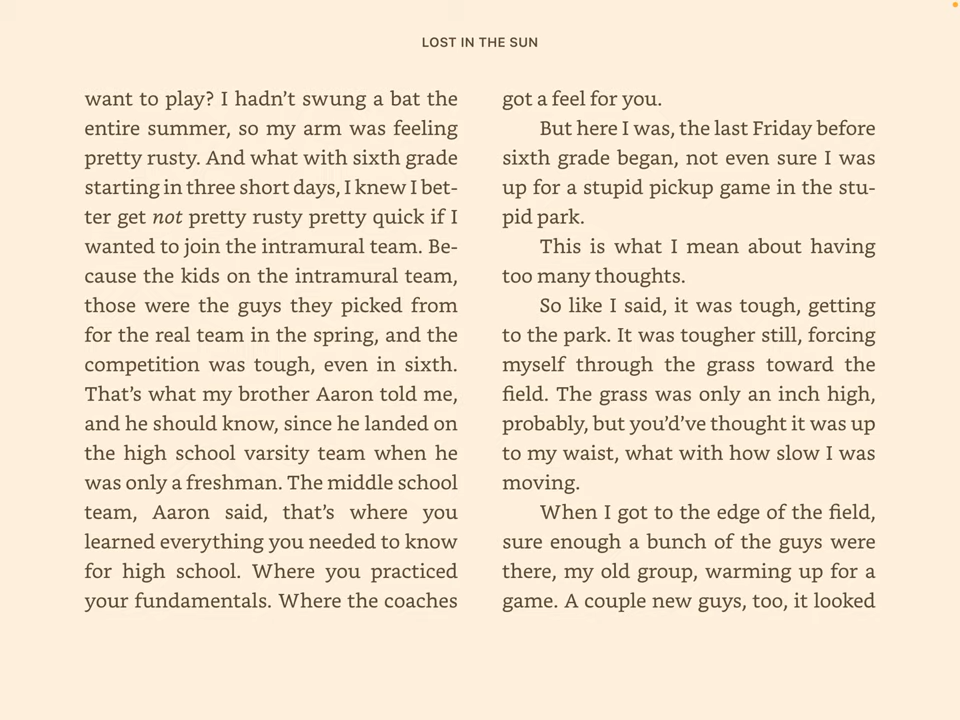 LOST IN THE SUN
want to play? I hadn’t swung a bat the
entire summer, so my arm was feeling
pretty rusty. And what with sixth grade
starting in three short days, I knew I bet-
ter get not pretty rusty pretty quick if I
wanted to join the intramural team. Be-
cause the kids on the intramural team,
those were the guys they picked from
for the real team in the spring, and the
competition was tough, even in sixth.
That’s what my brother Aaron told me,
and he should know, since he landed on
the high school varsity team when he
was only a freshman. The middle school
team, Aaron said, that’s where you
learned everything you needed to know
for high school. Where you practiced
your fundamentals. Where the coaches
got a feel for you.
But here I was, the last Friday before
sixth grade began, not even sure I was
up for a stupid pickup game in the stu-
pid park.
This is what I mean about having
too many thoughts.
So like I said, it was tough, getting
to the park. It was tougher still, forcing
myself through the grass toward the
field. The grass was only an inch high,
probably, but you’d’ve thought it was up
to my waist, what with how slow I was
moving.
When I got to the edge of the field,
sure enough a bunch of the guys were
there, my old group, warming up for a
game. A couple new guys, too, it looked